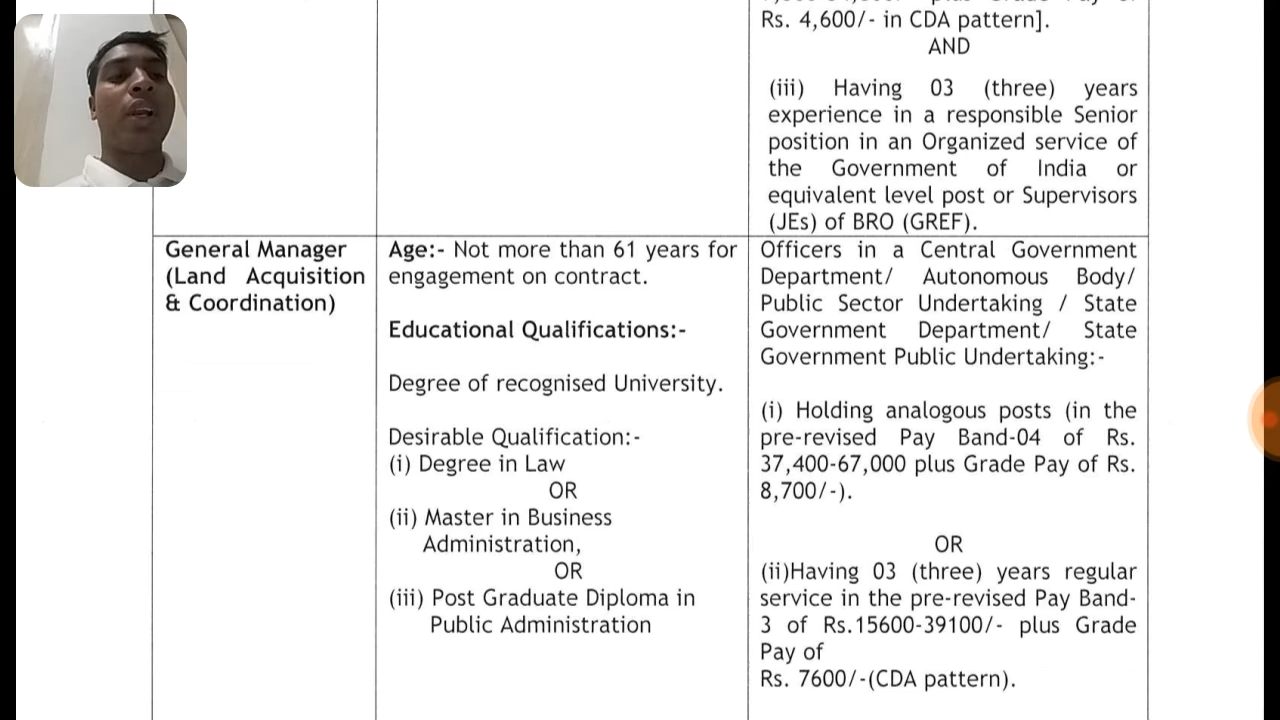 Rs. 4,600/- in CDA pattern].
AND
(iii) Having 03 (three) years
experience in a responsible Senior
position in an Organized service of
the Government of India or
equivalent level post or Supervisors
(JEs) of BRO (GREF).
General Manager
(Land Acquisition
& Coordination)
Age:- Not more than 61 years for
engagement on contract.
Educational Qualifications:-
Degree of recognised University.
Desirable Qualification:-
(i) Degree in Law
OR
(ii) Master in Business
Administration,
OR
(iii) Post Graduate Diploma in
Public Administration
Officers in a Central Government
Department/ Autonomous Body/
Public Sector Undertaking / State
Government Department/ State
Government Public Undertaking:-
(i) Holding analogous posts (in the
pre-revised Pay Band-04 of Rs.
37,400-67,000 plus Grade Pay of Rs.
8,700/-).
OR
(ii)Having 03 (three) years regular
service in the pre-revised Pay Band-
3 of Rs.15600-39100/- plus Grade
Pay of
Rs. 7600/-(CDA pattern).